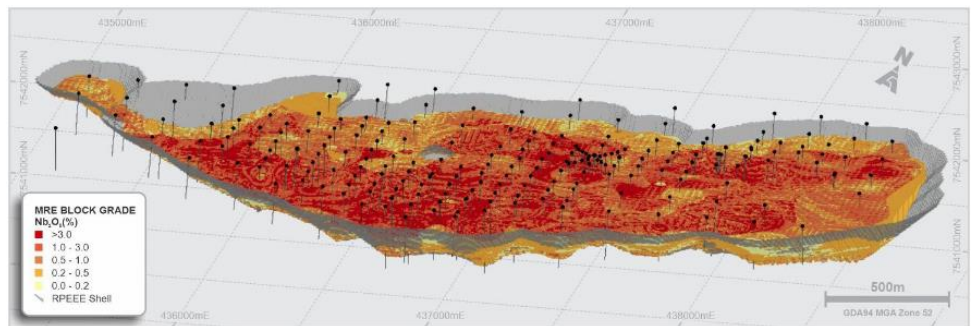 435000mE
436000mE
437000mE
438000mE
7542000mN
7543000mN
N
7541000mN
7542000mN
MRE BLOCK GRADE
Nb₂O₅(%)
>3.0
1.0 - 3.0
0.5 - 1.0
0.2 - 0.5
0.0 - 0.2
RPEEE Shell
7541000mN
500m
436000mE
437000mE
438000mE
GDA94 MGA Zone 52